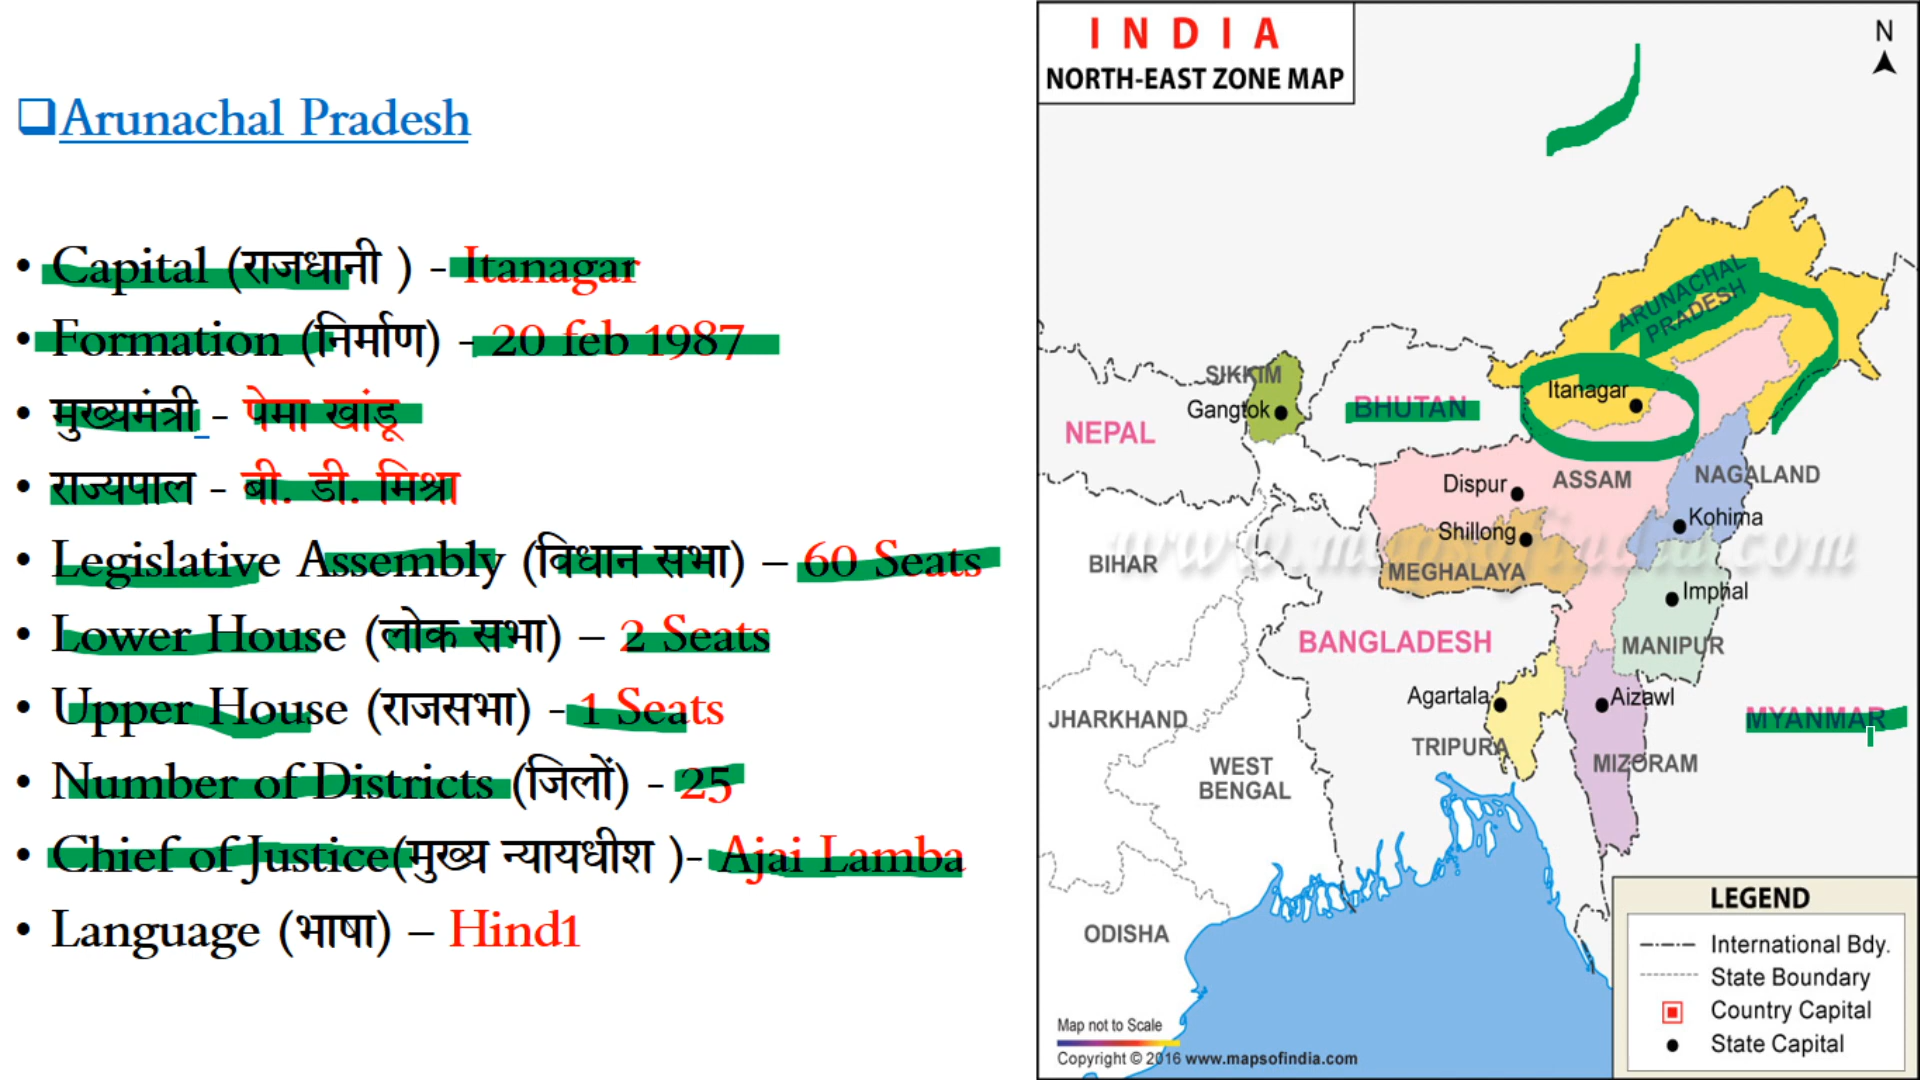 ❑Arunachal Pradesh
• Capital (राजधानी ) - Itanagar
• Formation (निर्माण) - 20 feb 1987
• मुख्यमंत्री - पेमा खांडू
• राज्यपाल - बी. डी. मिश्रा
• Legislative Assembly (विधान सभा) – 60 Seats
• Lower House (लोक सभा) – 2 Seats
• Upper House (राजसभा) - 1 Seats
• Number of Districts (जिलों) - 25
• Chief of Justice(मुख्य न्यायधीश )- Ajai Lamba
• Language (भाषा) – Hind1
INDIA
NORTH-EAST ZONE MAP
N
ARUNACHAL
PRADESH
SIKKIM
Gangtok
BHUTAN
Itanagar
NEPAL
Dispur
ASSAM
NAGALAND
Kohima
Shillong
www.mapsofindia.com
BIHAR
MEGHALAYA
Imphal
BANGLADESH
MANIPUR
Agartala
Aizawl
JHARKHAND
MYANMAR
TRIPURA
MIZORAM
WEST
BENGAL
ODISHA
LEGEND
International Bdy.
State Boundary
Country Capital
State Capital
Map not to Scale
Copyright © 2016 www.mapsofindia.com